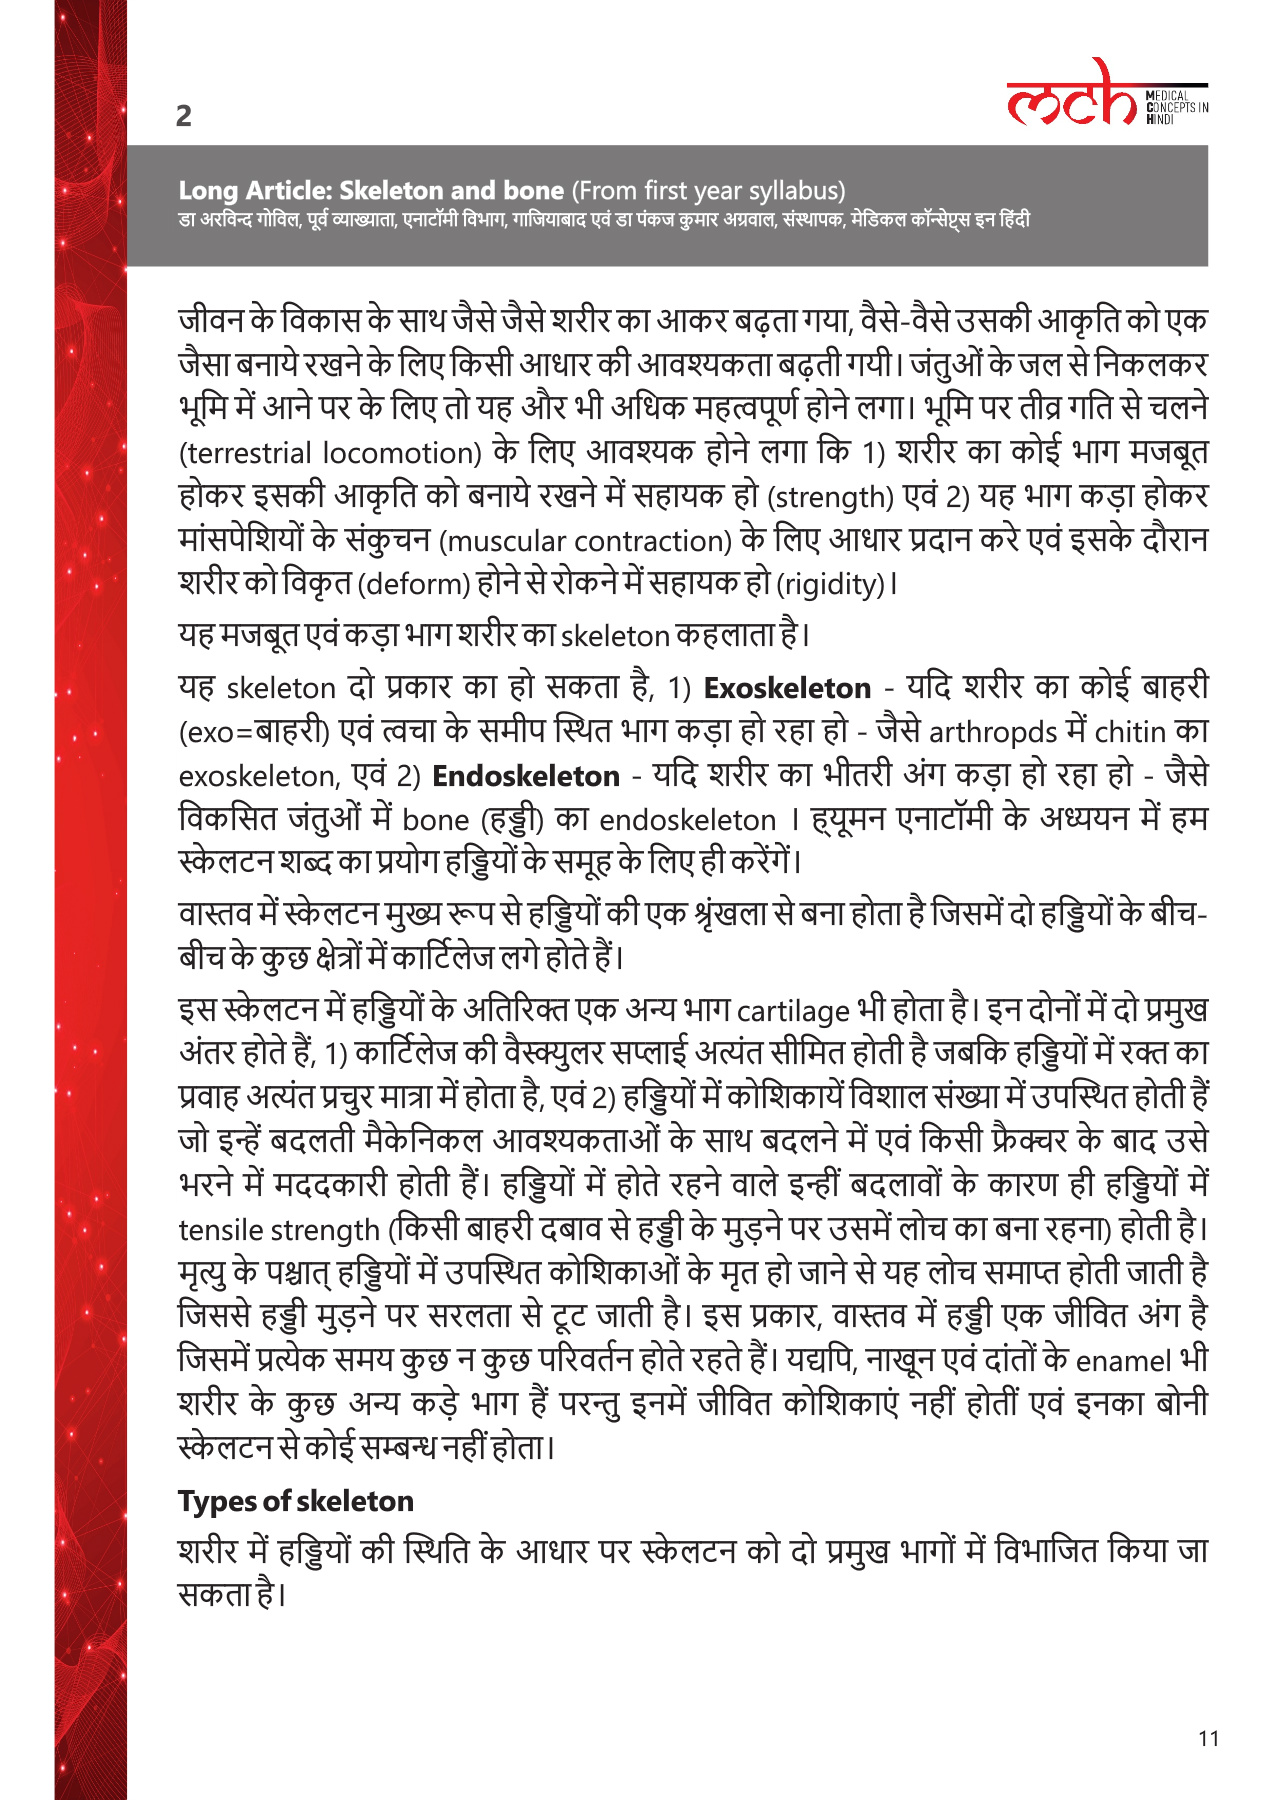 2
mch MEDICAL
CONCEPTS IN
HINDI
Long Article: Skeleton and bone (From first year syllabus)
डा अरविन्द गोविल, पूर्व व्याख्याता, एनाटॉमी विभाग, गाजियाबाद एवं डा पंकज कुमार अग्रवाल, संस्थापक, मेडिकल कॉन्सेप्ट्स इन हिंदी
जीवन के विकास के साथ जैसे जैसे शरीर का आकर बढ़ता गया, वैसे-वैसे उसकी आकृति को एक
जैसा बनाये रखने के लिए किसी आधार की आवश्यकता बढ़ती गयी। जंतुओं के जल से निकलकर
भूमि में आने पर के लिए तो यह और भी अधिक महत्वपूर्ण होने लगा। भूमि पर तीव्र गति से चलने
(terrestrial locomotion) के लिए आवश्यक होने लगा कि 1) शरीर का कोई भाग मजबूत
होकर इसकी आकृति को बनाये रखने में सहायक हो (strength) एवं 2) यह भाग कड़ा होकर
मांसपेशियों के संकुचन (muscular contraction) के लिए आधार प्रदान करे एवं इसके दौरान
शरीर को विकृत (deform) होने से रोकने में सहायक हो (rigidity)।
यह मजबूत एवं कड़ा भाग शरीर का skeleton कहलाता है।
यह skeleton दो प्रकार का हो सकता है, 1) Exoskeleton - यदि शरीर का कोई बाहरी
(exo=बाहरी) एवं त्वचा के समीप स्थित भाग कड़ा हो रहा हो - जैसे arthropds में chitin का
exoskeleton, एवं 2) Endoskeleton - यदि शरीर का भीतरी अंग कड़ा हो रहा हो - जैसे
विकसित जंतुओं में bone (हड्डी) का endoskeleton । ह्यूमन एनाटॉमी के अध्ययन में हम
स्केलटन शब्द का प्रयोग हड्डियों के समूह के लिए ही करेंगें।
वास्तव में स्केलटन मुख्य रूप से हड्डियों की एक श्रृंखला से बना होता है जिसमें दो हड्डियों के बीच-
बीच के कुछ क्षेत्रों में कार्टिलेज लगे होते हैं।
इस स्केलटन में हड्डियों के अतिरिक्त एक अन्य भाग cartilage भी होता है। इन दोनों में दो प्रमुख
अंतर होते हैं, 1) कार्टिलेज की वैस्क्युलर सप्लाई अत्यंत सीमित होती है जबकि हड्डियों में रक्त का
प्रवाह अत्यंत प्रचुर मात्रा में होता है, एवं 2) हड्डियों में कोशिकायें विशाल संख्या में उपस्थित होती हैं
जो इन्हें बदलती मैकेनिकल आवश्यकताओं के साथ बदलने में एवं किसी फ्रैक्चर के बाद उसे
भरने में मददकारी होती हैं। हड्डियों में होते रहने वाले इन्हीं बदलावों के कारण ही हड्डियों में
tensile strength (किसी बाहरी दबाव से हड्डी के मुड़ने पर उसमें लोच का बना रहना) होती है।
मृत्यु के पश्चात् हड्डियों में उपस्थित कोशिकाओं के मृत हो जाने से यह लोच समाप्त होती जाती है
जिससे हड्डी मुड़ने पर सरलता से टूट जाती है। इस प्रकार, वास्तव में हड्डी एक जीवित अंग है
जिसमें प्रत्येक समय कुछ न कुछ परिवर्तन होते रहते हैं। यद्यपि, नाखून एवं दांतों के enamel भी
शरीर के कुछ अन्य कड़े भाग हैं परन्तु इनमें जीवित कोशिकाएं नहीं होतीं एवं इनका बोनी
स्केलटन से कोई सम्बन्ध नहीं होता।
Types of skeleton
शरीर में हड्डियों की स्थिति के आधार पर स्केलटन को दो प्रमुख भागों में विभाजित किया जा
सकता है।
11